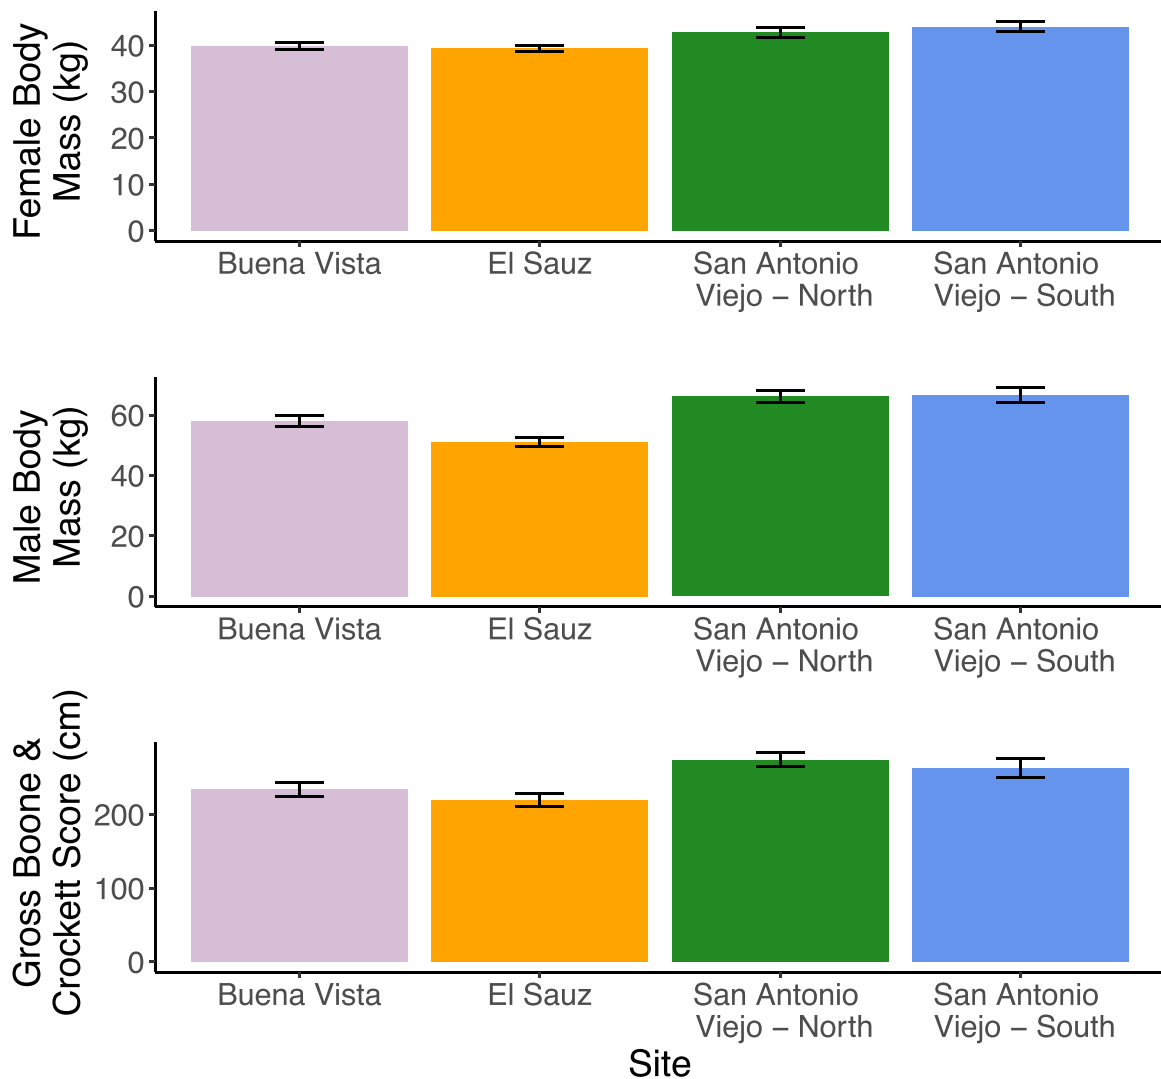 Female Body
Mass (kg)
40
30
20
10
0
Buena Vista
El Sauz
San Antonio
Viejo – North
San Antonio
Viejo – South
Male Body
Mass (kg)
60
40
20
0
Buena Vista
El Sauz
San Antonio
Viejo – North
San Antonio
Viejo – South
Gross Boone &
Crockett Score (cm)
200
100
0
Buena Vista
El Sauz
San Antonio
Viejo – North
San Antonio
Viejo – South
Site